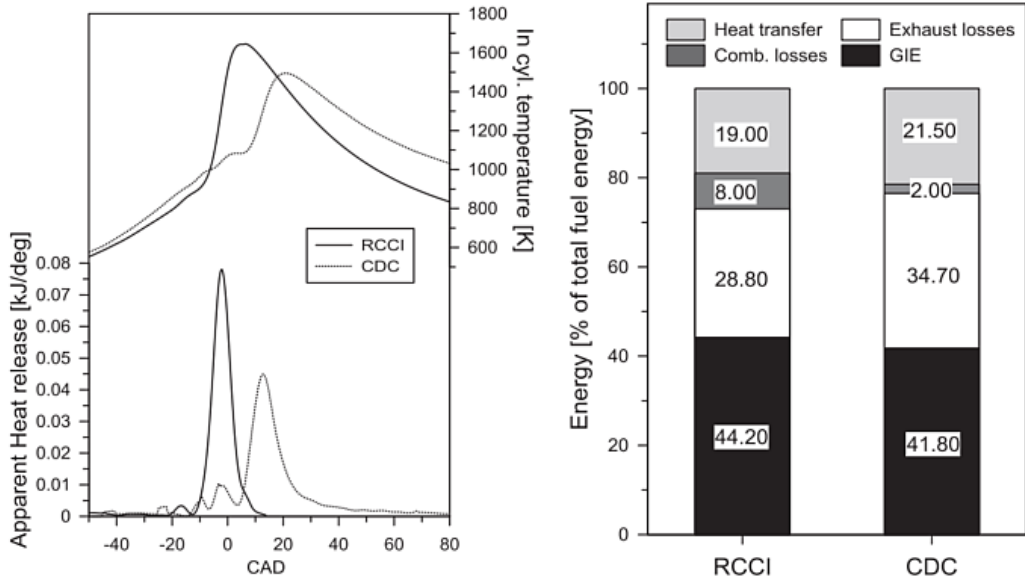 1800
1600
1400
1200
1000
800
600
In cyl. temperature [K]
RCCI
CDC
0.08
0.07
0.06
0.05
0.04
0.03
0.02
0.01
0
Apparent Heat release [kJ/deg]
-40 -20 0 20 40 60 80
CAD
Heat transfer Exhaust losses
Comb. losses GIE
100
80
60
40
20
0
Energy [% of total fuel energy]
19.00 21.50
8.00 2.00
28.80 34.70
44.20 41.80
RCCI CDC